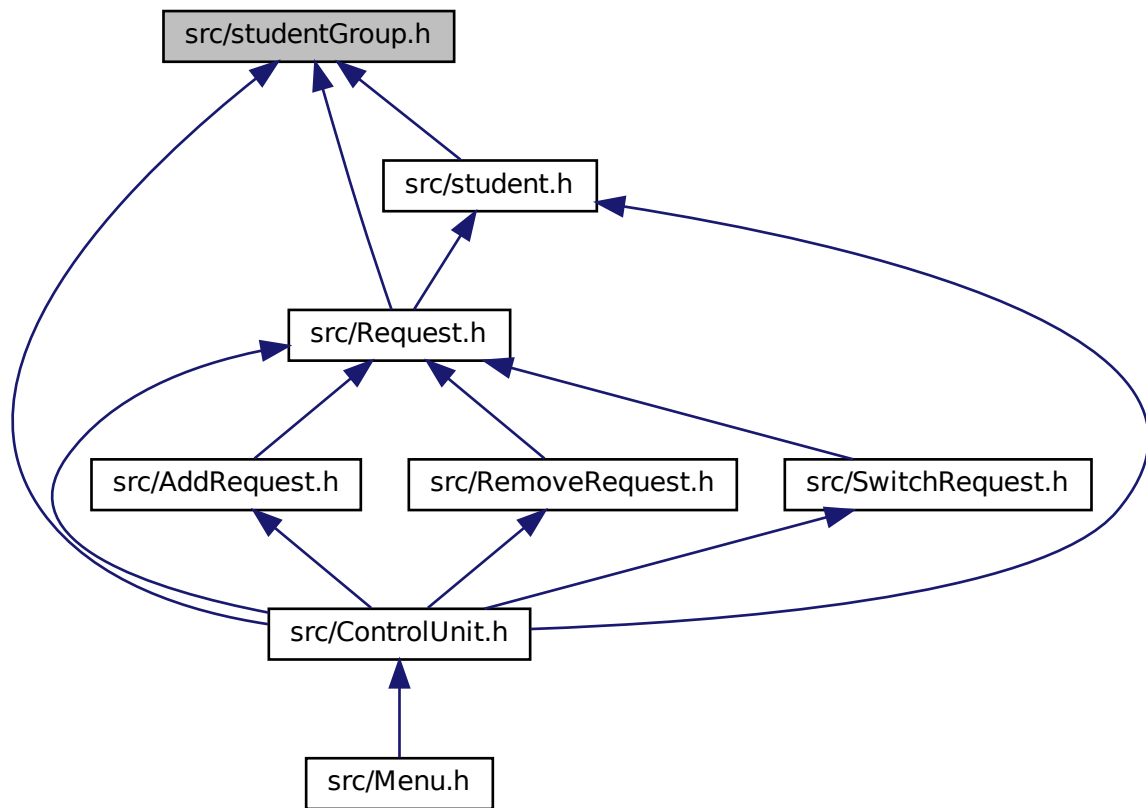 src/studentGroup.h
src/student.h
src/Request.h
src/AddRequest.h
src/RemoveRequest.h
src/SwitchRequest.h
src/ControlUnit.h
src/Menu.h